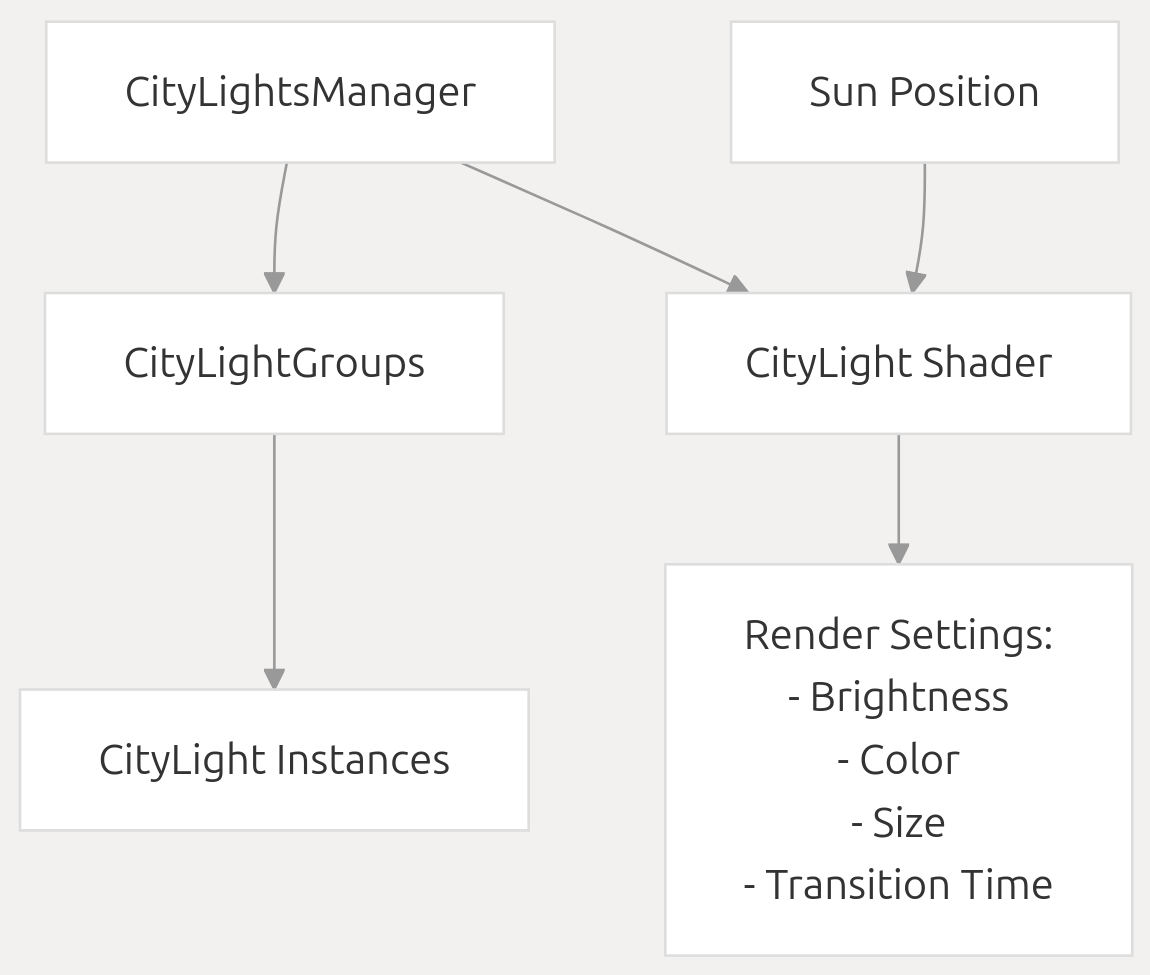 CityLightsManager
Sun Position
CityLightGroups
CityLight Shader
Render Settings:
- Brightness
- Color
- Size
- Transition Time
CityLight Instances